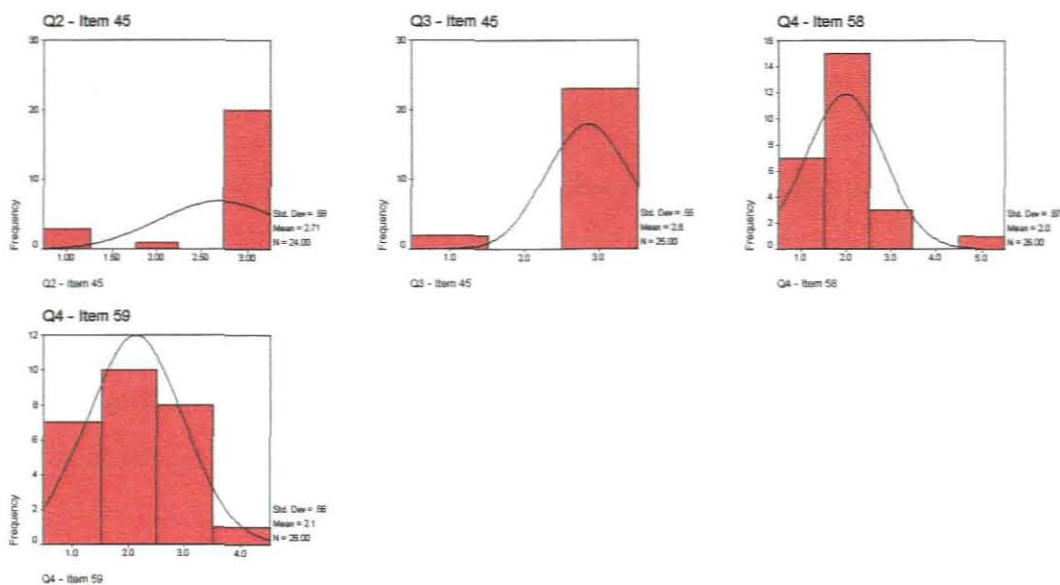 Q2 - Item 45
30
20
10
0
Frequency
1.00 1.50 2.00 2.50 3.00
Std. Dev = .69
Mean = 2.71
N = 24.00
Q2 - Item 45
Q3 - Item 45
30
20
10
0
Frequency
1.0 2.0 3.0
Std. Dev = .55
Mean = 2.8
N = 25.00
Q3 - Item 45
Q4 - Item 58
16
14
12
10
8
6
4
2
0
Frequency
1.0 2.0 3.0 4.0 5.0
Std. Dev =
Mean = 2.0
N = 26.00
Q4 - Item 58
Q4 - Item 59
12
10
8
6
4
2
0
Frequency
1.0 2.0 3.0 4.0
Std. Dev =
Mean = 2.1
N = 26.00
Q4 - Item 59